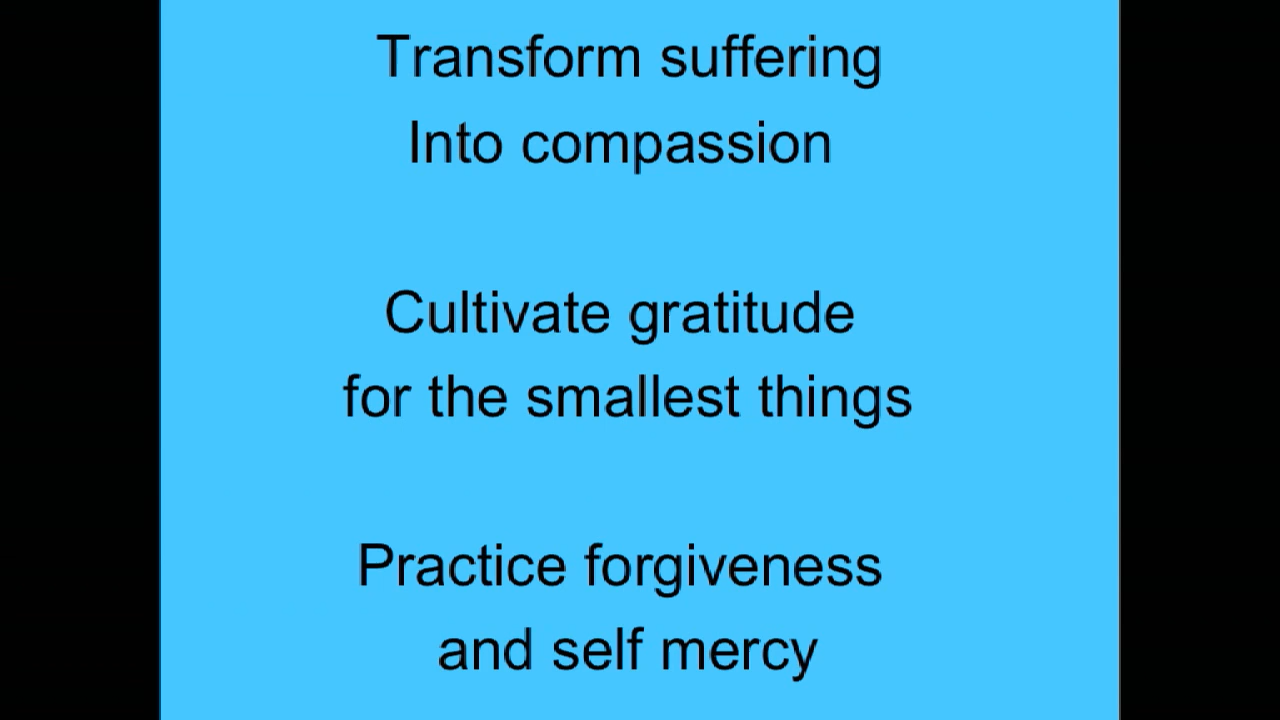 Transform suffering
Into compassion
Cultivate gratitude
for the smallest things
Practice forgiveness
and self mercy